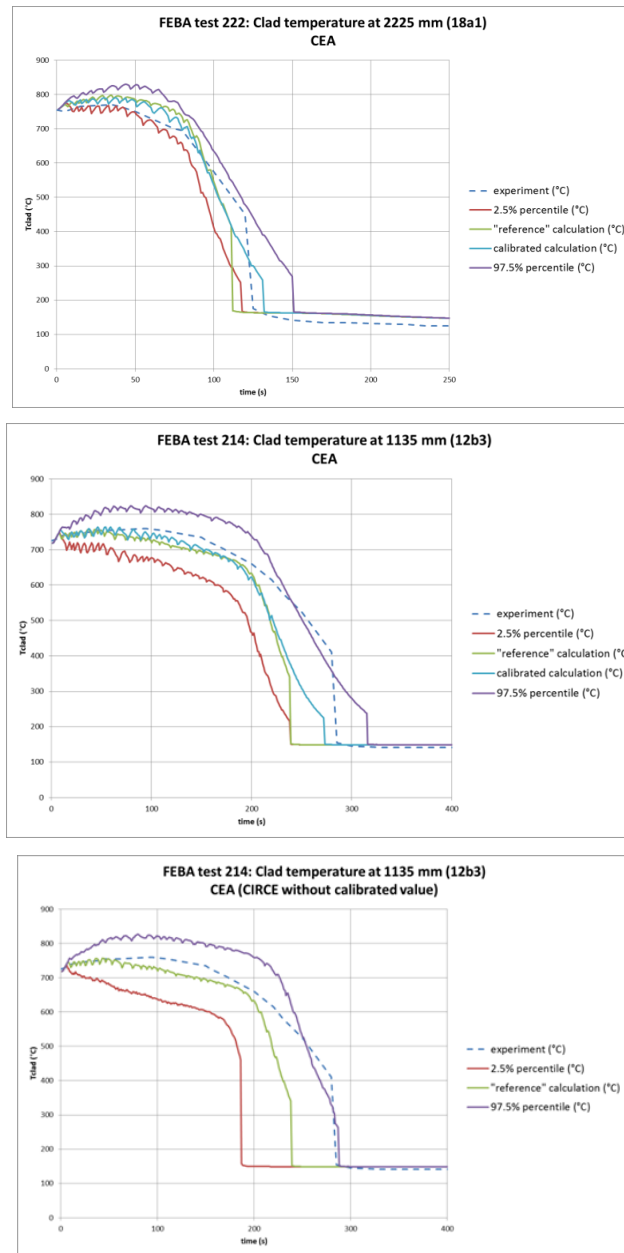 FEBA test 222: Clad temperature at 2225 mm (18a1)
CEA
900
800
700
600
500
400
300
200
100
0
Tclad (°C)
0 50 100 150 200 250
time (s)
experiment (°C)
2.5% percentile (°C)
"reference" calculation (°C)
calibrated calculation (°C)
97.5% percentile (°C)
FEBA test 214: Clad temperature at 1135 mm (12b3)
CEA
900
800
700
600
500
400
300
200
100
0
Tclad (°C)
0 100 200 300 400
time (s)
experiment (°C)
2.5% percentile (°C)
"reference" calculation (°C
calibrated calculation (°C)
97.5% percentile (°C)
FEBA test 214: Clad temperature at 1135 mm (12b3)
CEA (CIRCE without calibrated value)
900
800
700
600
500
400
300
200
100
0
Tclad (°C)
0 100 200 300 400
time (s)
experiment (°C)
2.5% percentile (°C)
"reference" calculation (°C)
97.5% percentile (°C)